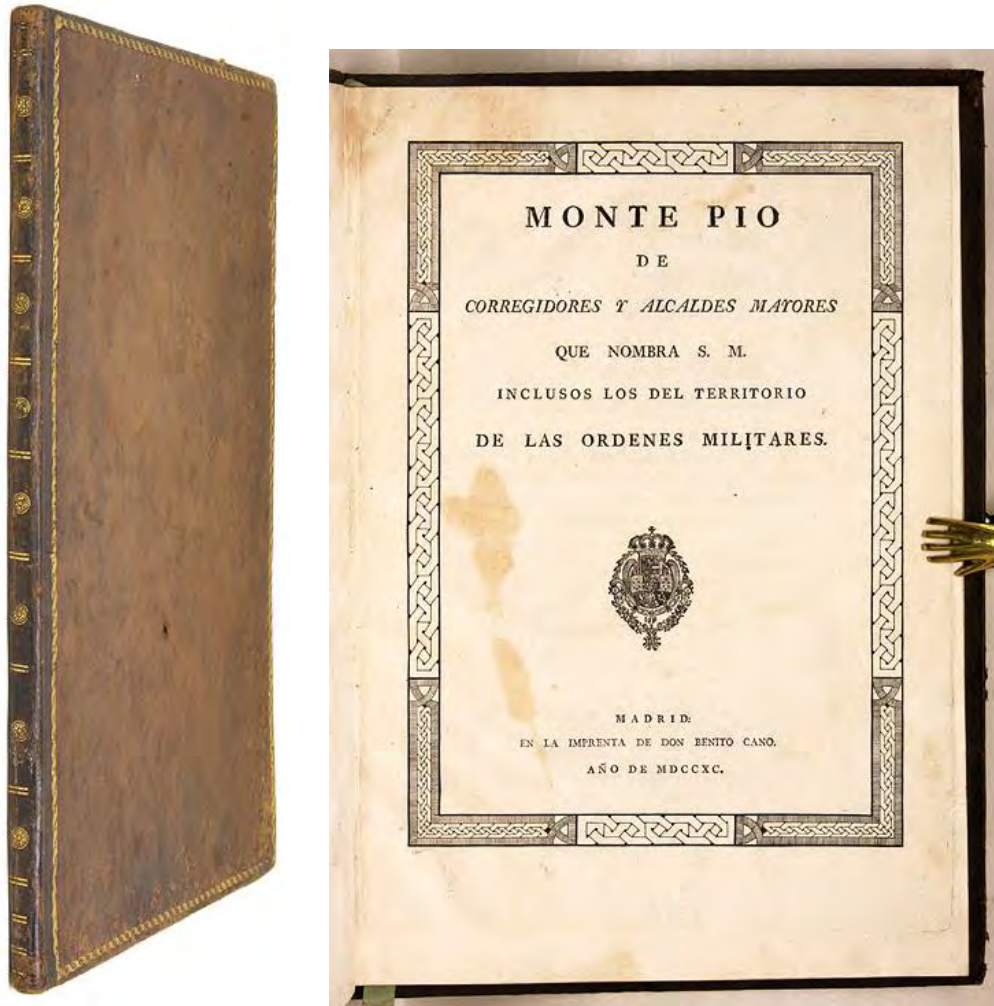 MONTE PIO
DE
CORREGIDORES Y ALCALDES MAYORES
QUE NOMBRA S. M.
INCLUSOS LOS DEL TERRITORIO
DE LAS ORDENES MILITARES.
MADRID:
EN LA IMPRENTA DE DON BENITO CANO.
AÑO DE MDCCXC.